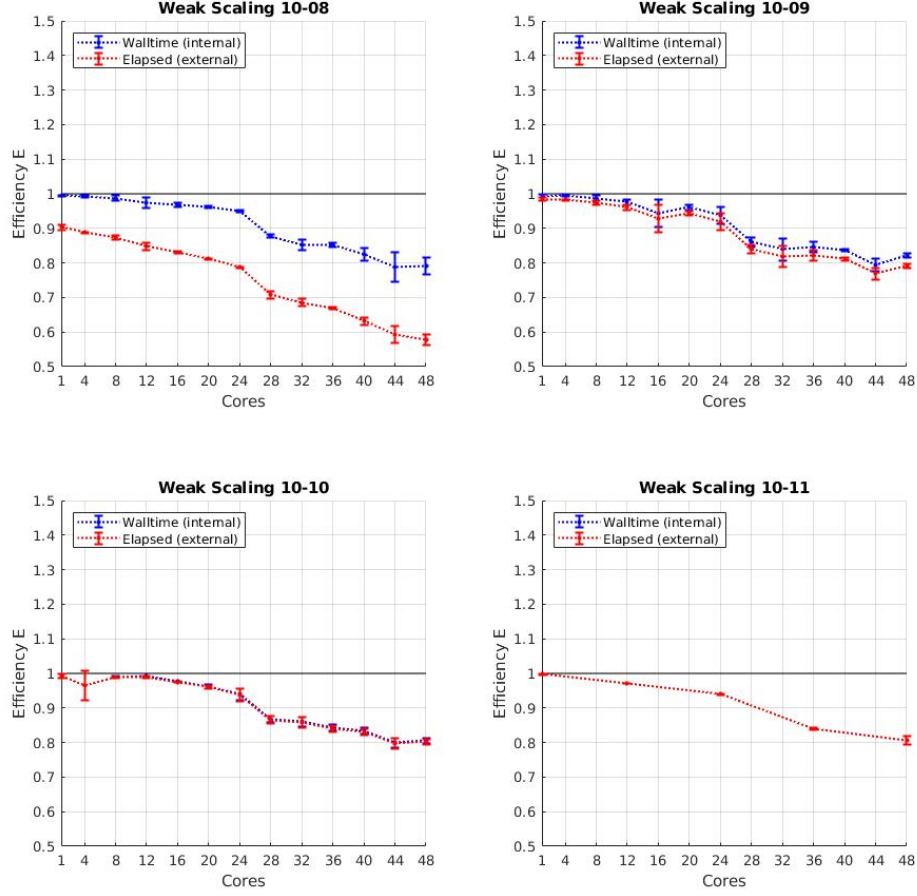 Weak Scaling 10-08
1.5
1.4
1.3
1.2
1.1
1
0.9
0.8
0.7
0.6
0.5
Efficiency E
Walltime (internal)
Elapsed (external)
1 4 8 12 16 20 24 28 32 36 40 44 48
Cores
Weak Scaling 10-09
1.5
1.4
1.3
1.2
1.1
1
0.9
0.8
0.7
0.6
0.5
Efficiency E
Walltime (internal)
Elapsed (external)
1 4 8 12 16 20 24 28 32 36 40 44 48
Cores
Weak Scaling 10-10
1.5
1.4
1.3
1.2
1.1
1
0.9
0.8
0.7
0.6
0.5
Efficiency E
Walltime (internal)
Elapsed (external)
1 4 8 12 16 20 24 28 32 36 40 44 48
Cores
Weak Scaling 10-11
1.5
1.4
1.3
1.2
1.1
1
0.9
0.8
0.7
0.6
0.5
Efficiency E
Walltime (internal)
Elapsed (external)
1 4 8 12 16 20 24 28 32 36 40 44 48
Cores